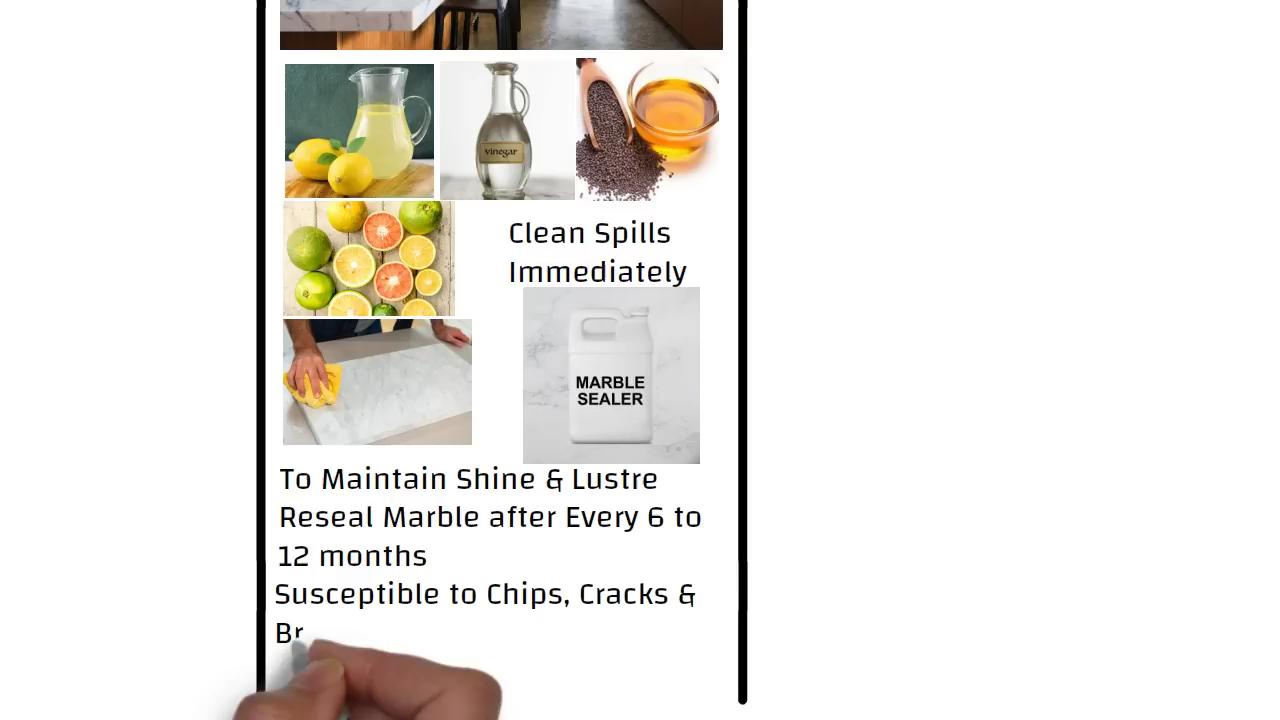 vinegar
Clean Spills
Immediately
MARBLE
SEALER
To Maintain Shine & Lustre
Reseal Marble after Every 6 to
12 months
Susceptible to Chips, Cracks &
Br